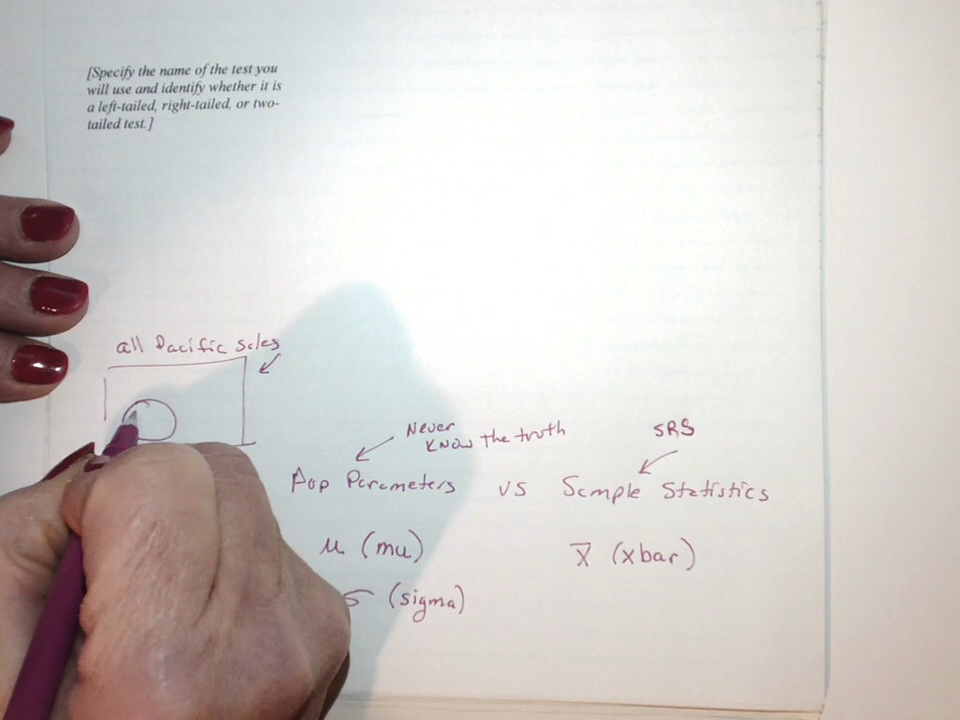 [Specify the name of the test you
will use and identify whether it is
a left-tailed, right-tailed, or two-
tailed test.]
all Pacific sales
Never
know the truth
SRS
Pop Parameters vs Sample Statistics
μ (mu)
x̄ (xbar)
σ (sigma)